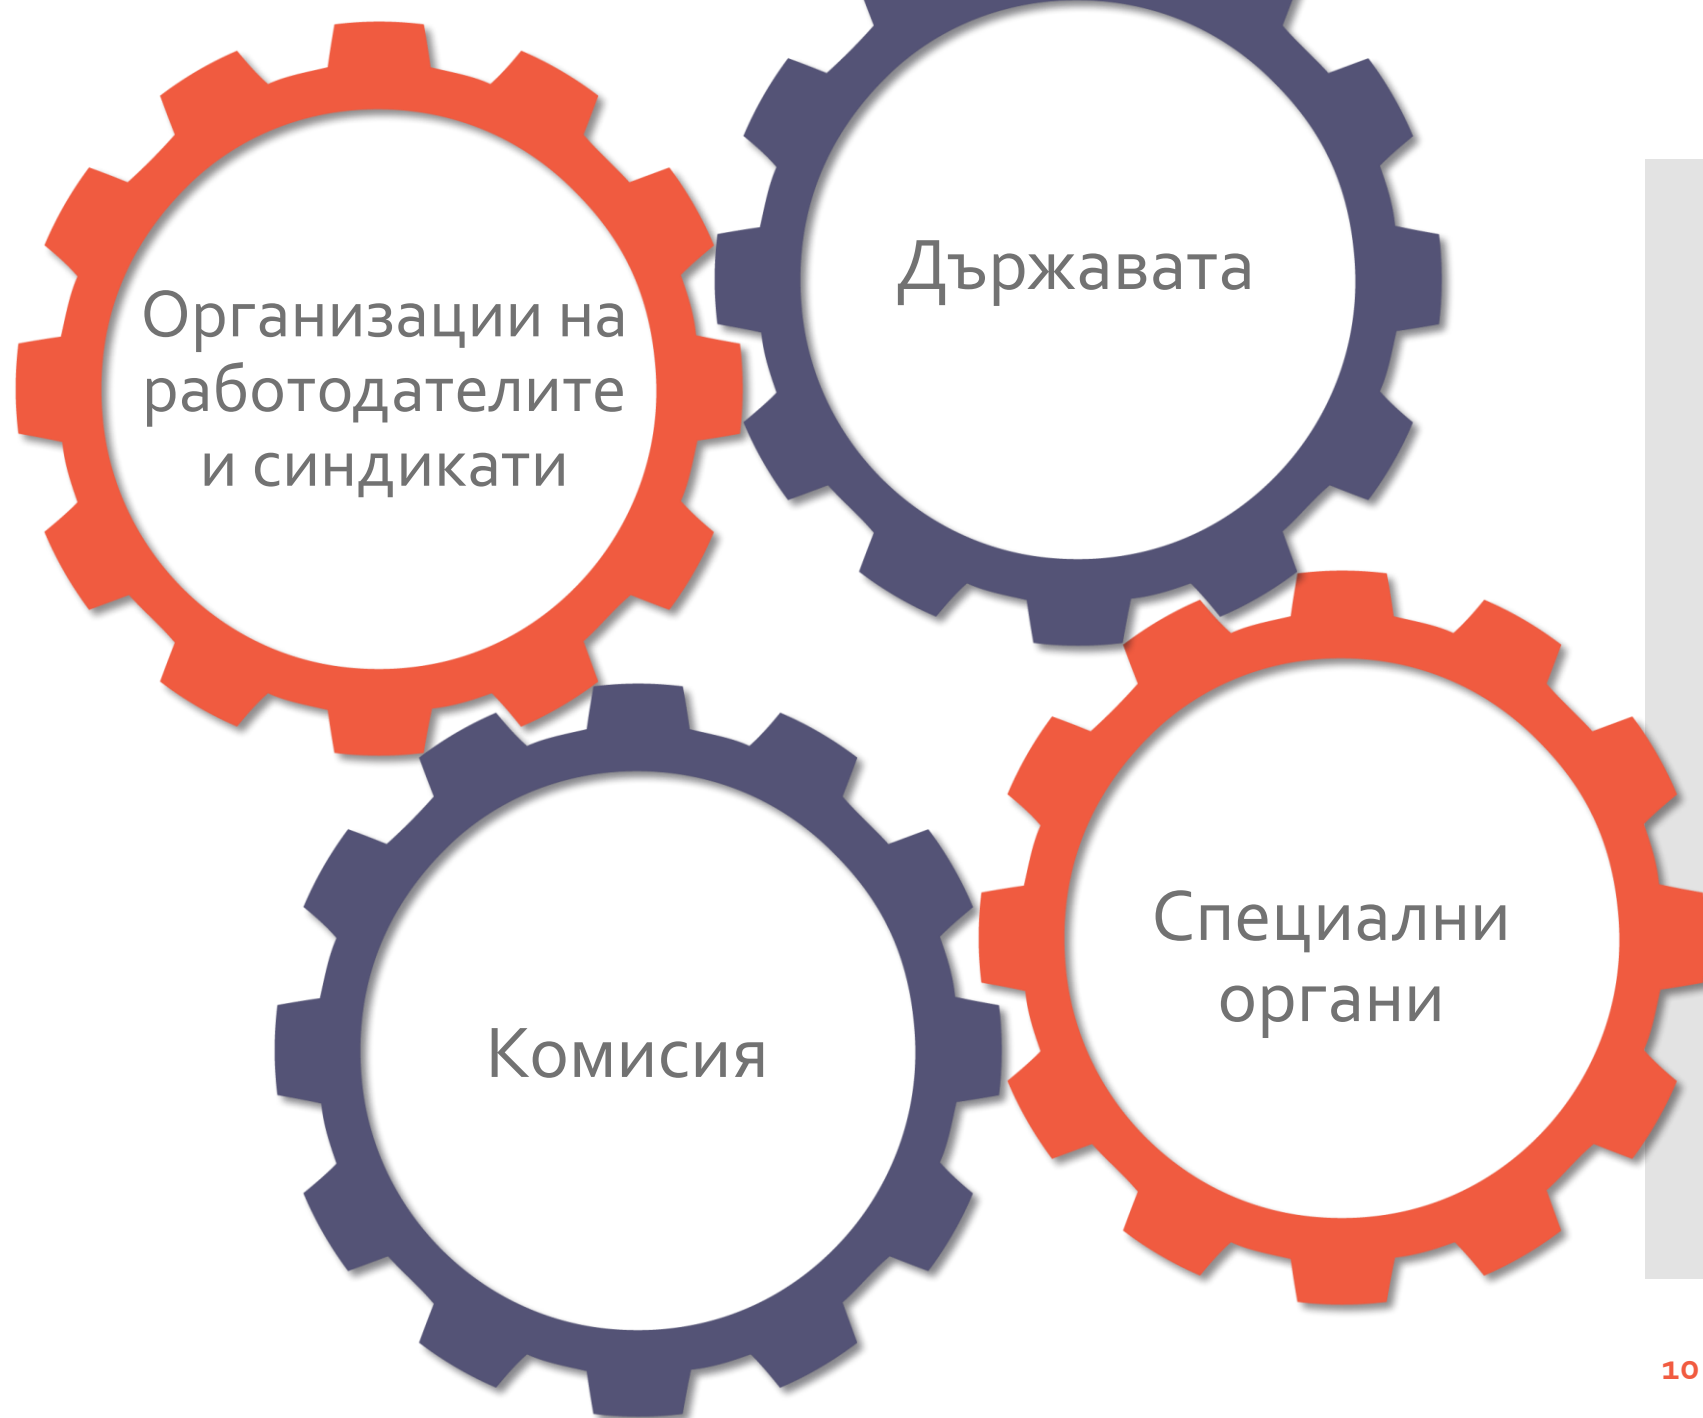 Организации на
работодателите
и синдикати
Държавата
Комисия
Специални
органи
10